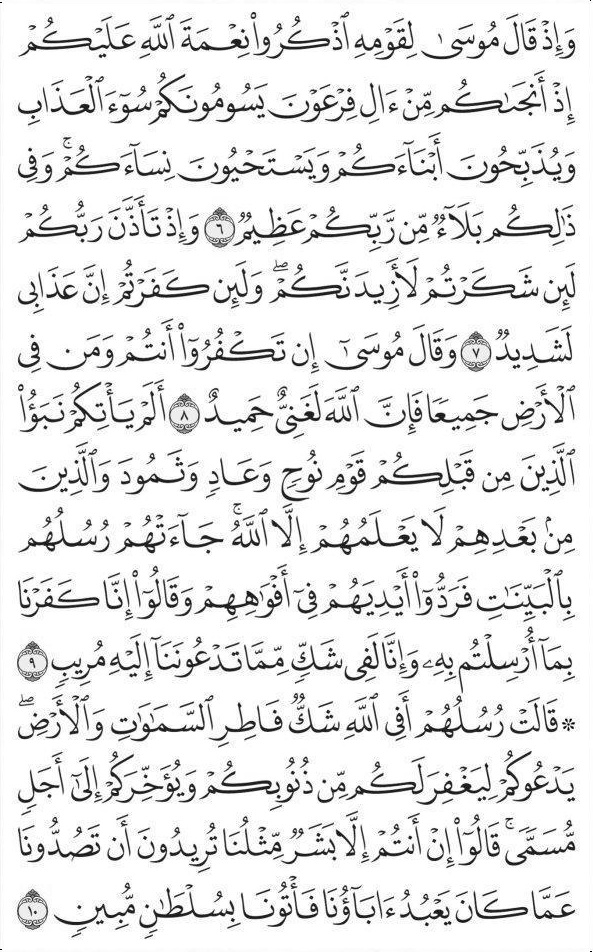 وَإِذْ قَالَ مُوسَىٰ لِقَوْمِهِ ٱذْكُرُوا۟ نِعْمَةَ ٱللَّهِ عَلَيْكُمْ
إِذْ أَنجَىٰكُم مِّنْ ءَالِ فِرْعَوْنَ يَسُومُونَكُمْ سُوٓءَ ٱلْعَذَابِ
وَيُذَبِّحُونَ أَبْنَآءَكُمْ وَيَسْتَحْيُونَ نِسَآءَكُمْ ۚ وَفِى
ذَٰلِكُم بَلَآءٌ مِّن رَّبِّكُمْ عَظِيمٌ ٦ وَإِذْ تَأَذَّنَ رَبُّكُمْ
لَئِن شَكَرْتُمْ لَأَزِيدَنَّكُمْ ۖ وَلَئِن كَفَرْتُمْ إِنَّ عَذَابِى
لَشَدِيدٌ ٧ وَقَالَ مُوسَىٰٓ إِن تَكْفُرُوٓا۟ أَنتُمْ وَمَن فِى
ٱلْأَرْضِ جَمِيعًا فَإِنَّ ٱللَّهَ لَغَنِىٌّ حَمِيدٌ ٨ أَلَمْ يَأْتِكُمْ نَبَؤُا۟
ٱلَّذِينَ مِن قَبْلِكُمْ قَوْمِ نُوحٍ وَعَادٍ وَثَمُودَ وَٱلَّذِينَ
مِنۢ بَعْدِهِمْ لَا يَعْلَمُهُمْ إِلَّا ٱللَّهُ ۚ جَآءَتْهُمْ رُسُلُهُم
بِٱلْبَيِّنَٰتِ فَرَدُّوٓا۟ أَيْدِيَهُمْ فِىٓ أَفْوَٰهِهِمْ وَقَالُوٓا۟ إِنَّا كَفَرْنَا
بِمَآ أُرْسِلْتُم بِهِۦ وَإِنَّا لَفِى شَكٍّ مِّمَّا تَدْعُونَنَآ إِلَيْهِ مُرِيبٍ ٩
* قَالَتْ رُسُلُهُمْ أَفِى ٱللَّهِ شَكٌّ فَاطِرِ ٱلسَّمَٰوَٰتِ وَٱلْأَرْضِ ۖ
يَدْعُوكُمْ لِيَغْفِرَ لَكُم مِّن ذُنُوبِكُمْ وَيُؤَخِّرَكُمْ إِلَىٰٓ أَجَلٍ
مُّسَمًّى ۚ قَالُوٓا۟ إِنْ أَنتُمْ إِلَّا بَشَرٌ مِّثْلُنَا تُرِيدُونَ أَن تَصُدُّونَا
عَمَّا كَانَ يَعْبُدُ ءَابَآؤُنَا فَأْتُونَا بِسُلْطَٰنٍ مُّبِينٍ ١٠